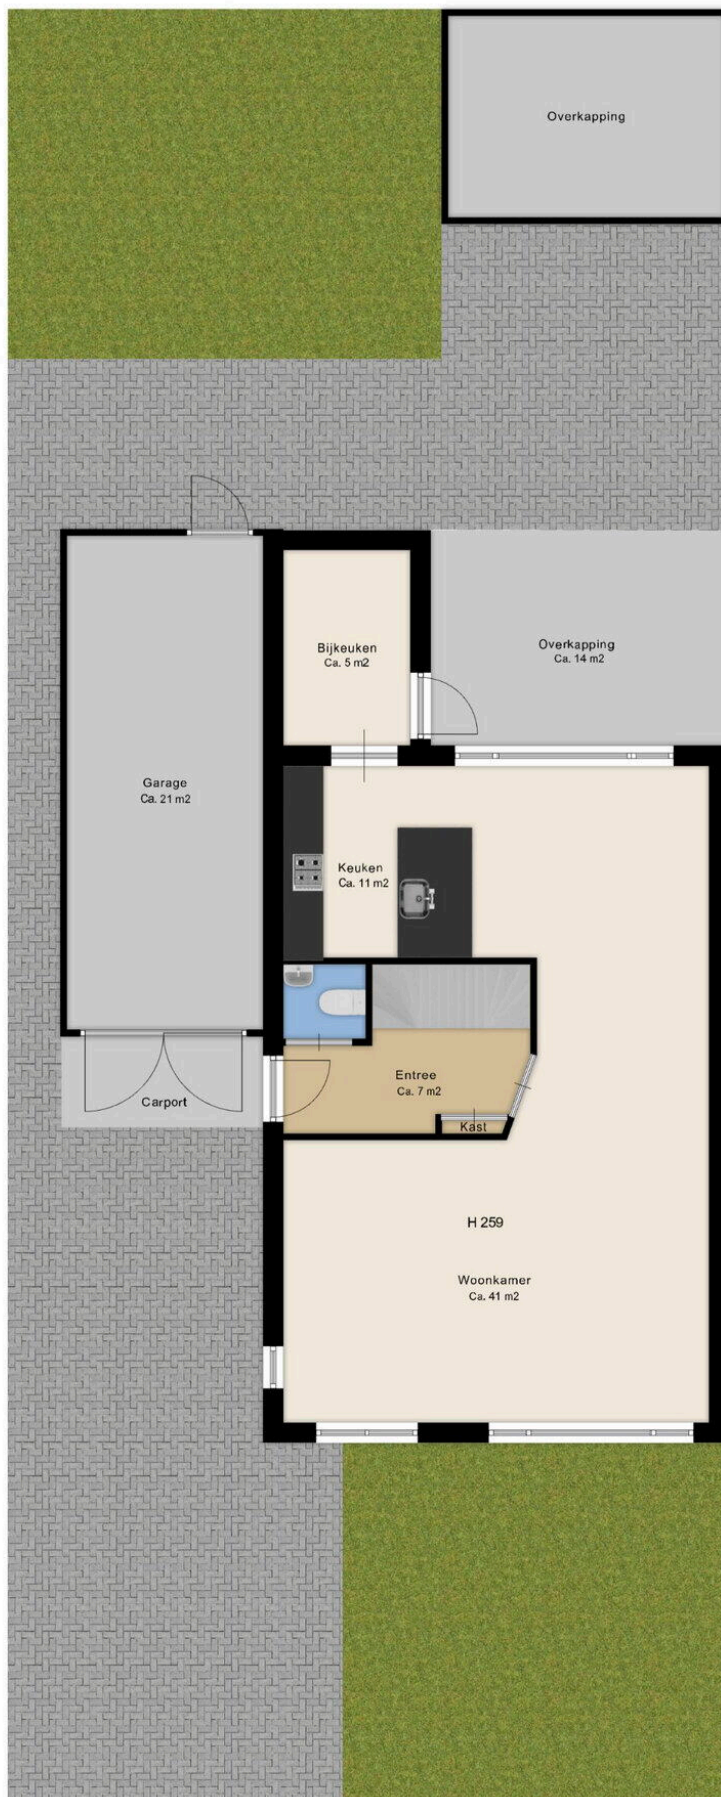 Overkapping
Bijkeuken
Ca. 5 m2
Overkapping
Ca. 14 m2
Garage
Ca. 21 m2
Keuken
Ca. 11 m2
Entree
Ca. 7 m2
Carport
Kast
H 259
Woonkamer
Ca. 41 m2